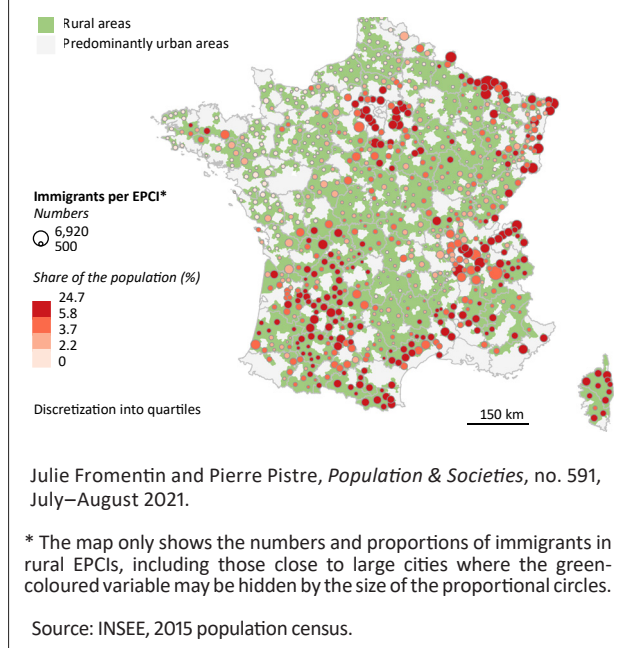 Rural areas
Predominantly urban areas
Immigrants per EPCI*
Numbers
6,920
500
Share of the population (%)
24.7
5.8
3.7
2.2
0
Discretization into quartiles
150 km
Julie Fromentin and Pierre Pistre, Population & Societies, no. 591,
July–August 2021.
* The map only shows the numbers and proportions of immigrants in
rural EPCIs, including those close to large cities where the green-
coloured variable may be hidden by the size of the proportional circles.
Source: INSEE, 2015 population census.